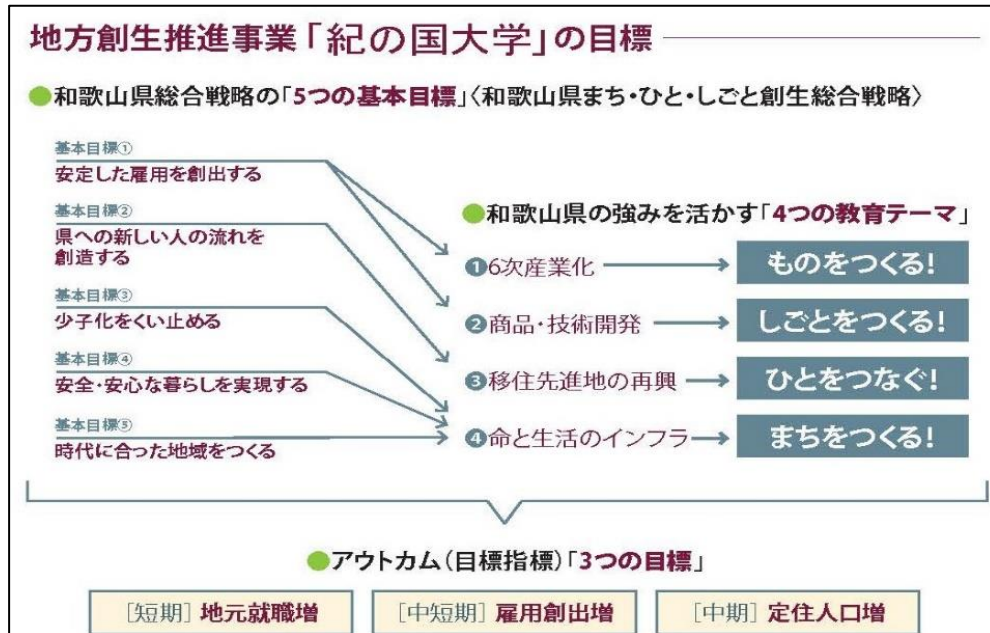 地方創生推進事業「紀の国大学」の目標
●和歌山県総合戦略の「5つの基本目標」〈和歌山県まち・ひと・しごと創生総合戦略〉
基本目標①
安定した雇用を創出する
基本目標②
県への新しい人の流れを
創造する
基本目標③
少子化をくい止める
基本目標④
安全・安心な暮らしを実現する
基本目標⑤
時代に合った地域をつくる
●和歌山県の強みを活かす「4つの教育テーマ」
❶6次産業化
ものをつくる!
❷商品・技術開発
しごとをつくる!
❸移住先進地の再興
ひとをつなぐ!
❹命と生活のインフラ
まちをつくる!
●アウトカム(目標指標)「3つの目標」
[短期] 地元就職増
[中短期] 雇用創出増
[中期] 定住人口増